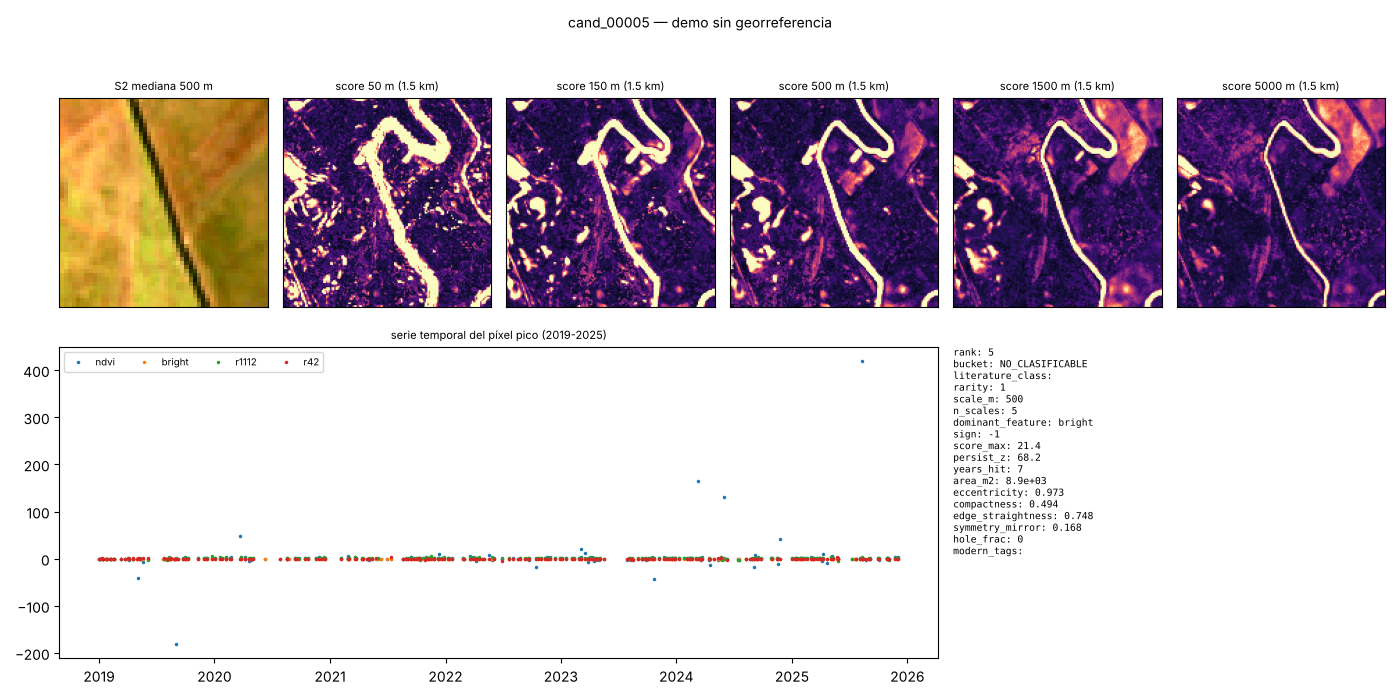 cand_00005 — demo sin georreferencia
S2 mediana 500 m
score 50 m (1.5 km)
score 150 m (1.5 km)
score 500 m (1.5 km)
score 1500 m (1.5 km)
score 5000 m (1.5 km)
serie temporal del píxel pico (2019-2025)
ndvi bright r1112 r42
400
300
200
100
0
−100
−200
2019 2020 2021 2022 2023 2024 2025 2026
rank: 5
bucket: NO_CLASIFICABLE
literature_class:
rarity: 1
scale_m: 500
n_scales: 5
dominant_feature: bright
sign: -1
score_max: 21.4
persist_z: 68.2
years_hit: 7
area_m2: 8.9e+03
eccentricity: 0.973
compactness: 0.494
edge_straightness: 0.748
symmetry_mirror: 0.168
hole_frac: 0
modern_tags: